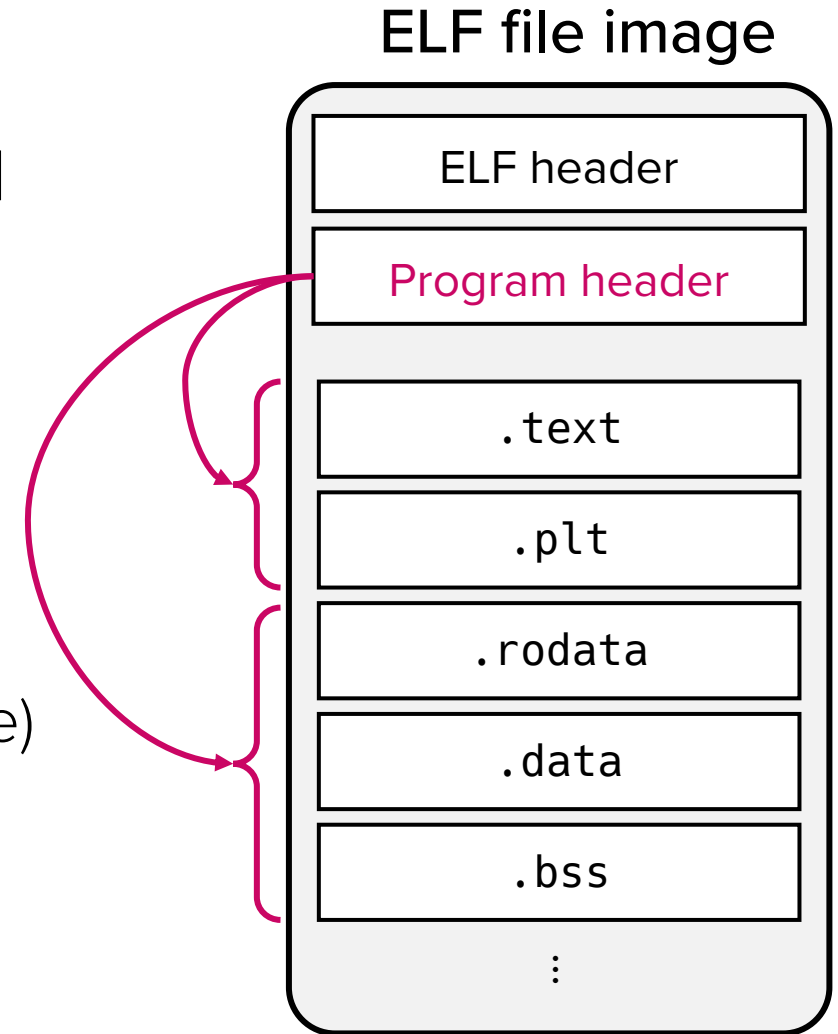 ELF file image
ELF header
Program header
.text
.plt
.rodata
e)
.data
.bss
⋮